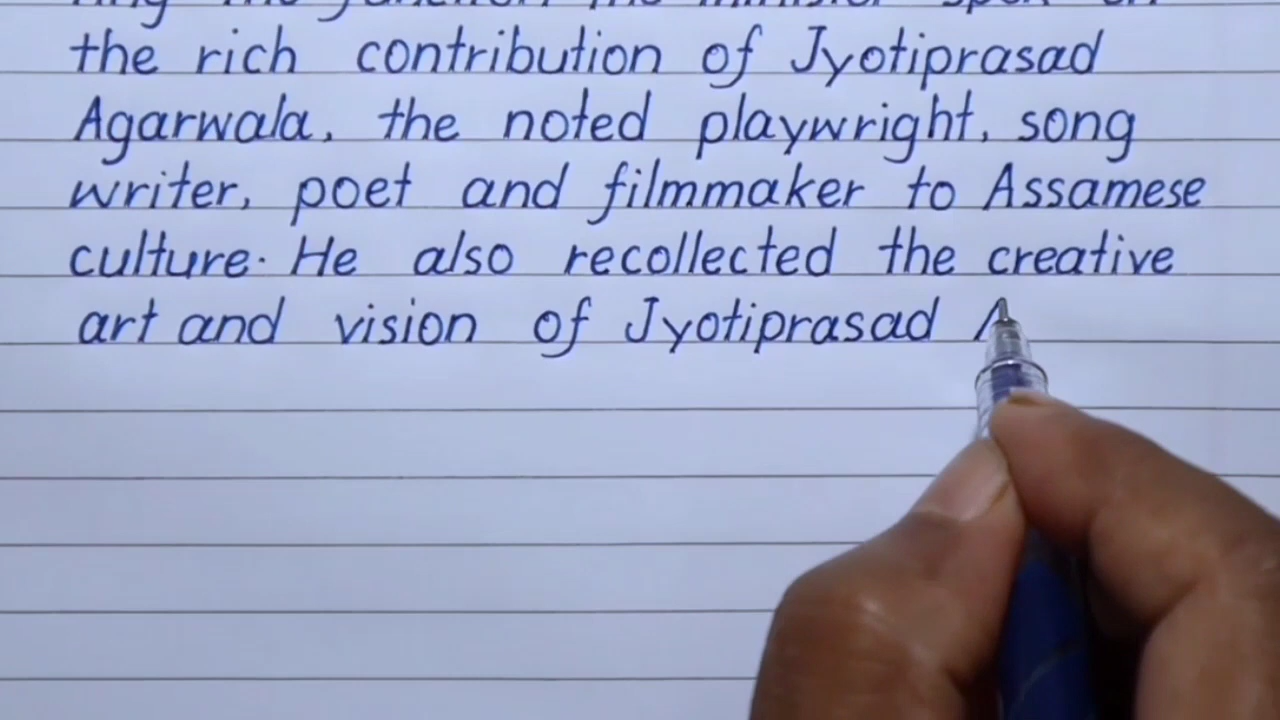 the rich contribution of Jyotiprasad
Agarwala, the noted playwright, song
writer, poet and filmmaker to Assamese
culture. He also recollected the creative
art and vision of Jyotiprasad